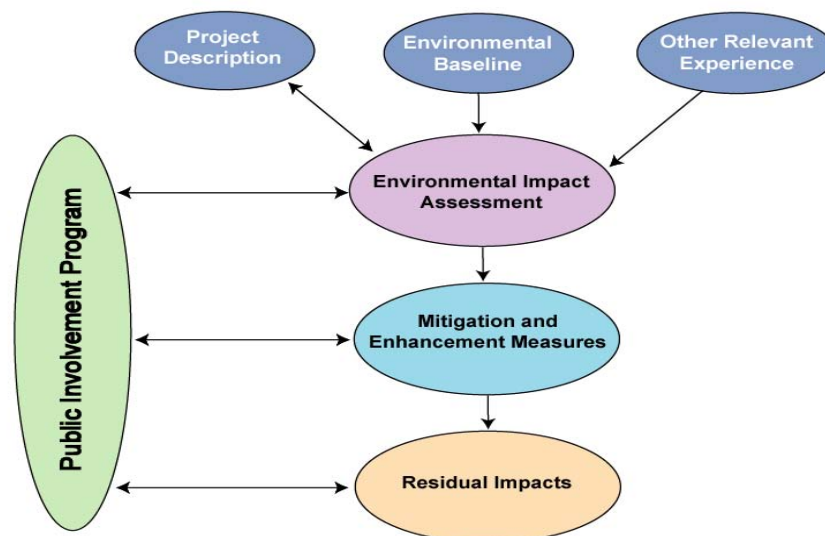 Project
Description
Environmental
Baseline
Other Relevant
Experience
Environmental Impact
Assessment
Public Involvement Program
Mitigation and
Enhancement Measures
Residual Impacts